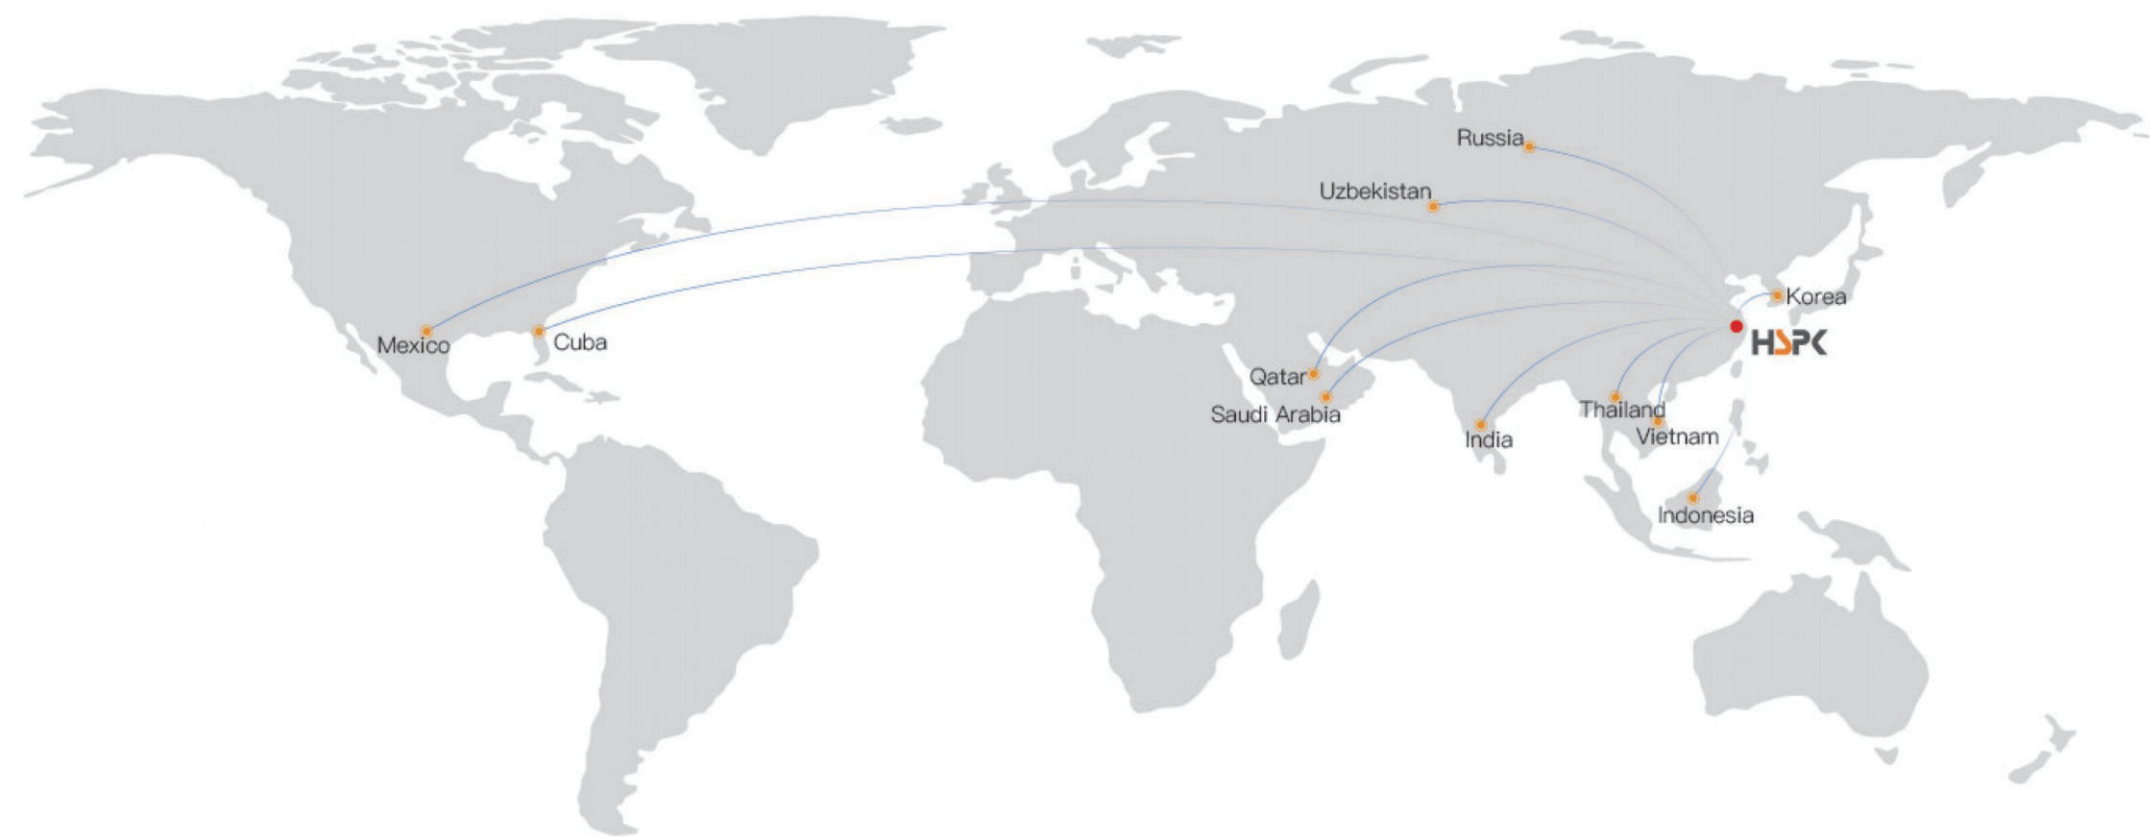 Russia
Uzbekistan
Korea
HSPK
Mexico
Cuba
Qatar
Saudi Arabia
India
Thailand
Vietnam
Indonesia